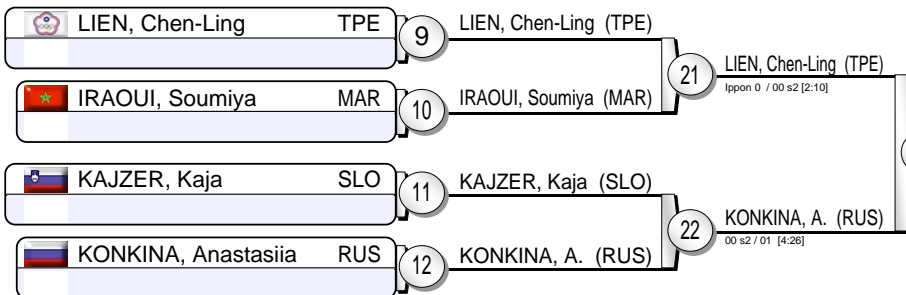 LIEN, Chen-Ling TPE
9
LIEN, Chen-Ling (TPE)
21
LIEN, Chen-Ling (TPE)
Ippon 0 / 00 s2 [2:10]
IRAOUI, Soumiya MAR
10
IRAOUI, Soumiya (MAR)
KAJZER, Kaja SLO
11
KAJZER, Kaja (SLO)
22
KONKINA, A. (RUS)
00 s2 / 01 [4:26]
KONKINA, Anastasiia RUS
12
KONKINA, A. (RUS)